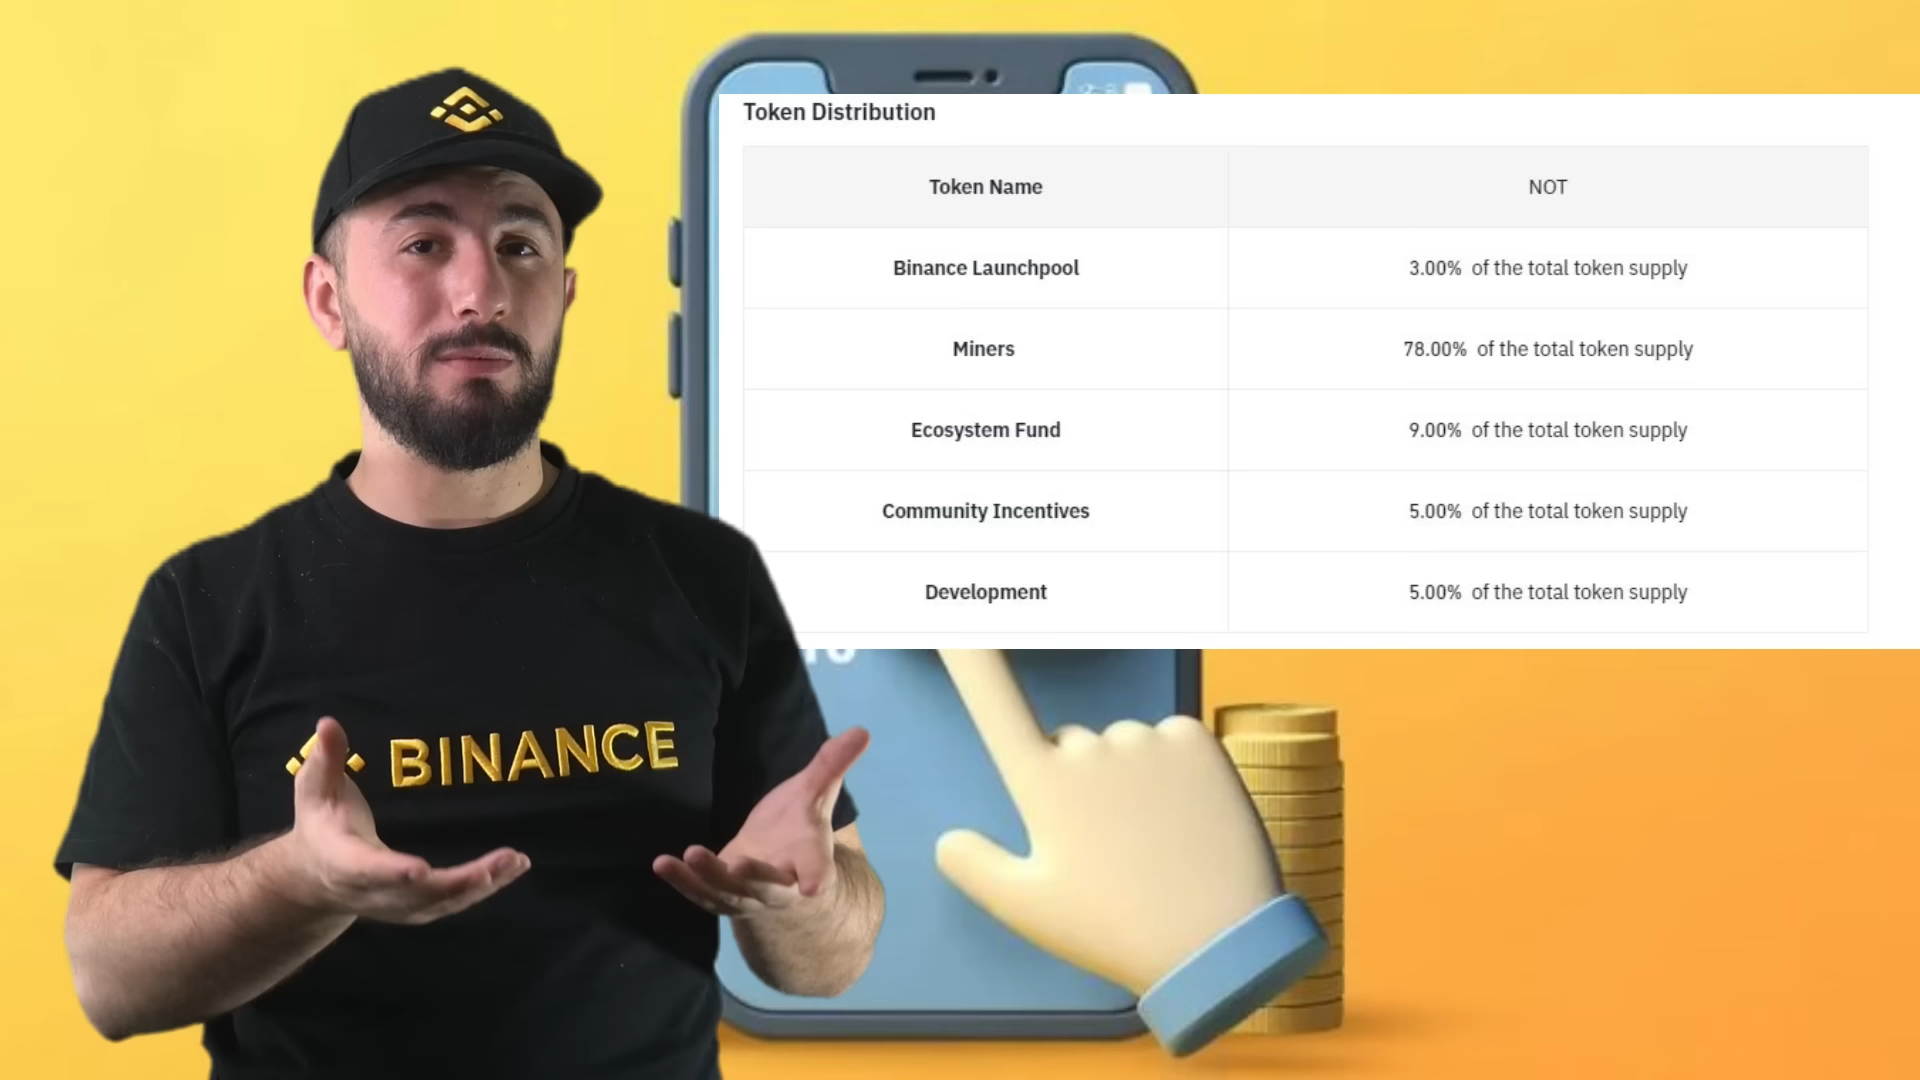 Token Distribution
Token Name NOT
Binance Launchpool 3.00% of the total token supply
Miners 78.00% of the total token supply
Ecosystem Fund 9.00% of the total token supply
Community Incentives 5.00% of the total token supply
Development 5.00% of the total token supply
BINANCE